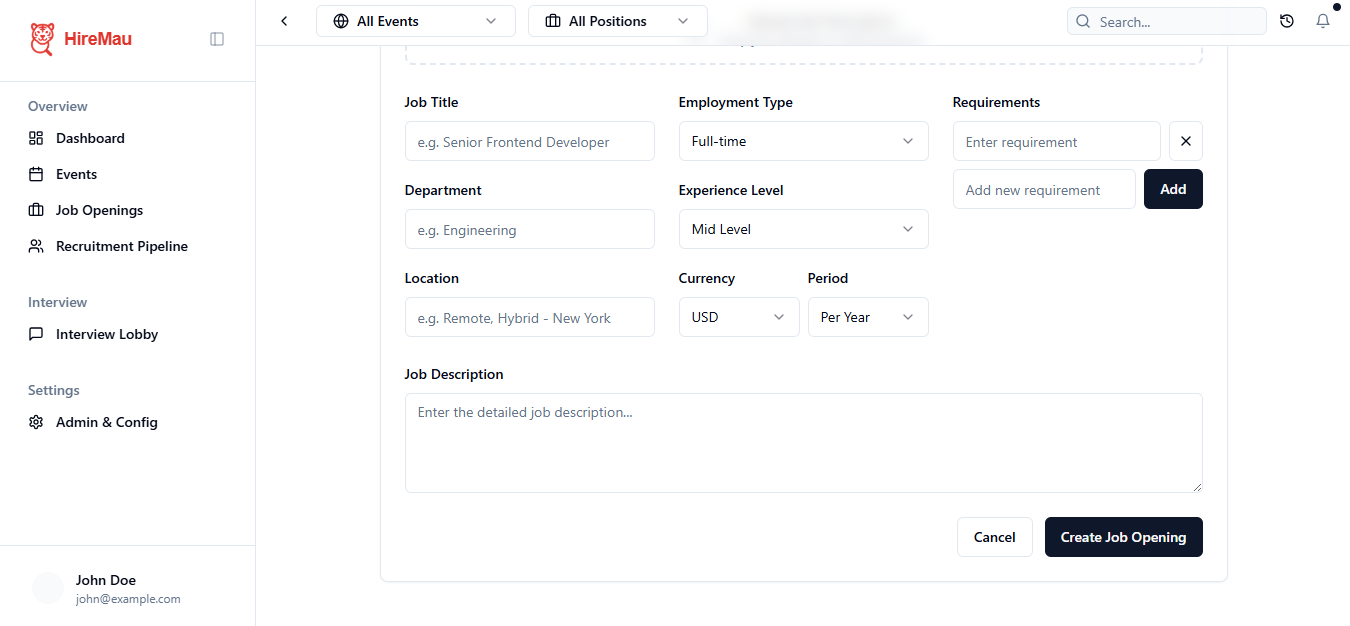 HireMau
All Events
All Positions
Search...
Overview
Dashboard
Events
Job Openings
Recruitment Pipeline
Interview
Interview Lobby
Settings
Admin & Config
John Doe
john@example.com
Job Title
e.g. Senior Frontend Developer
Department
e.g. Engineering
Location
e.g. Remote, Hybrid - New York
Employment Type
Full-time
Experience Level
Mid Level
Currency
USD
Period
Per Year
Requirements
Enter requirement
Add new requirement
Add
Job Description
Enter the detailed job description...
Cancel
Create Job Opening